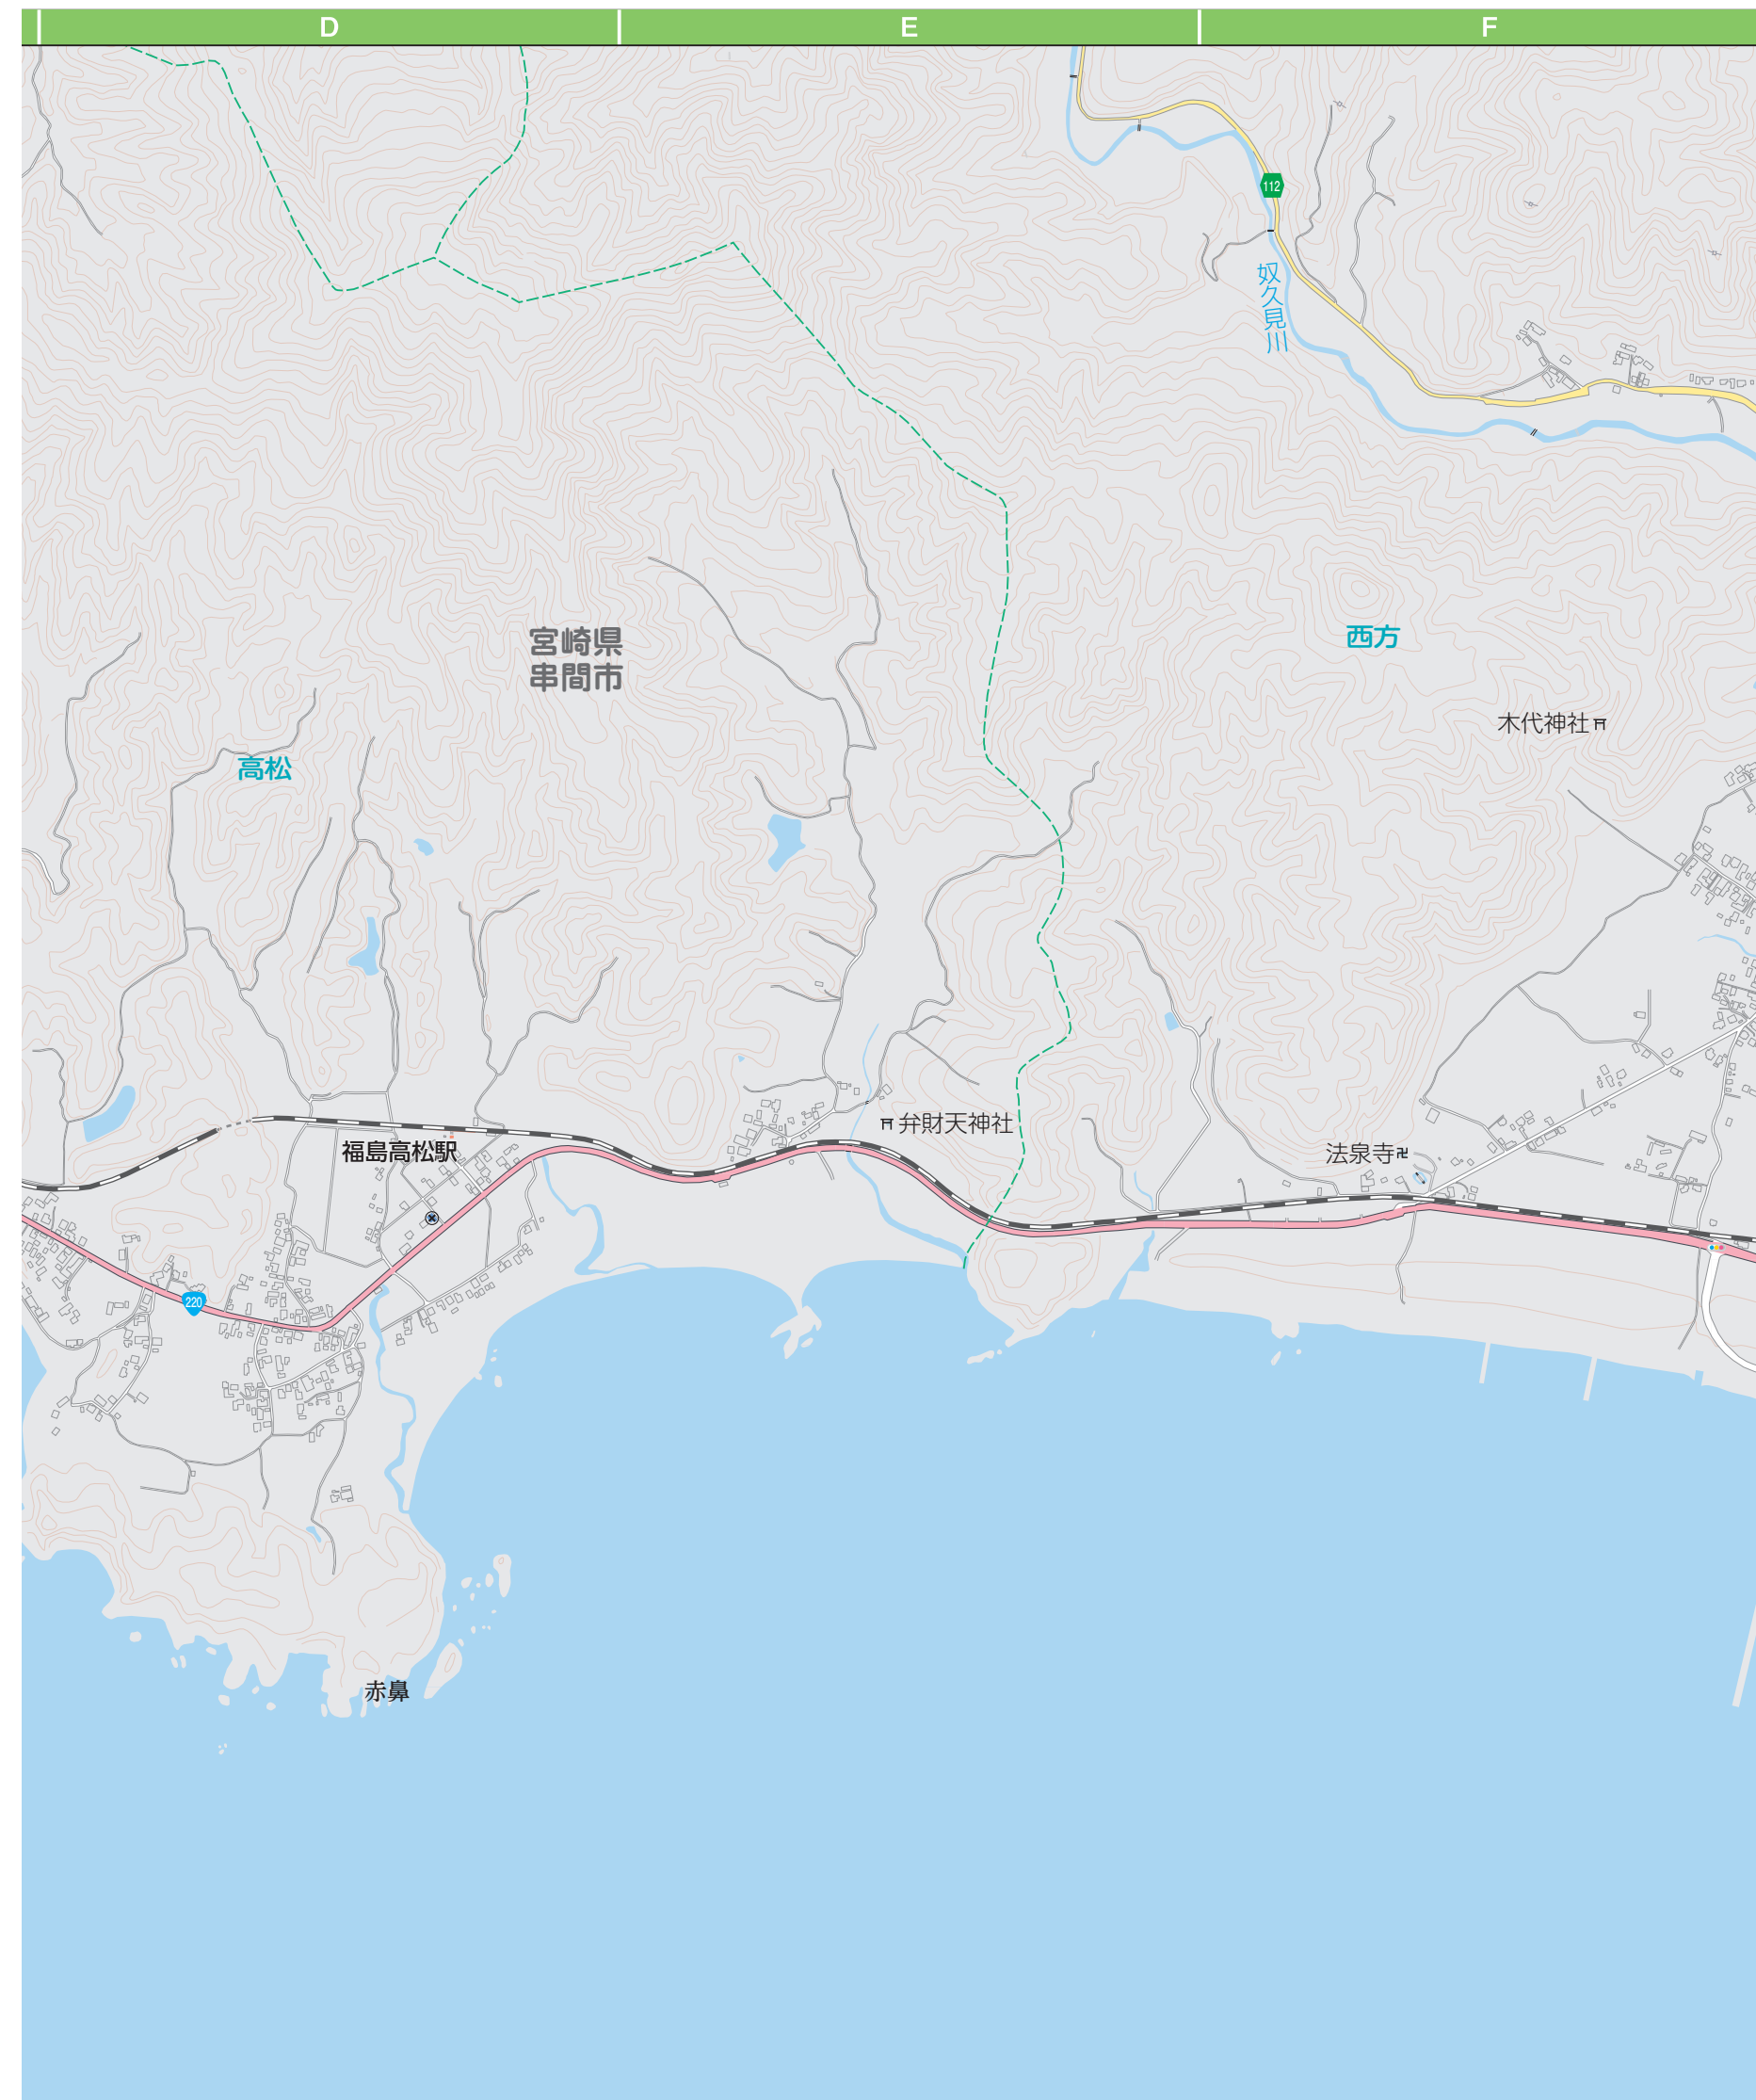 D
E
F
112
奴久見川
宮崎県
串間市
西方
木代神社
高松
弁財天神社
福島高松駅
法泉寺
220
赤鼻